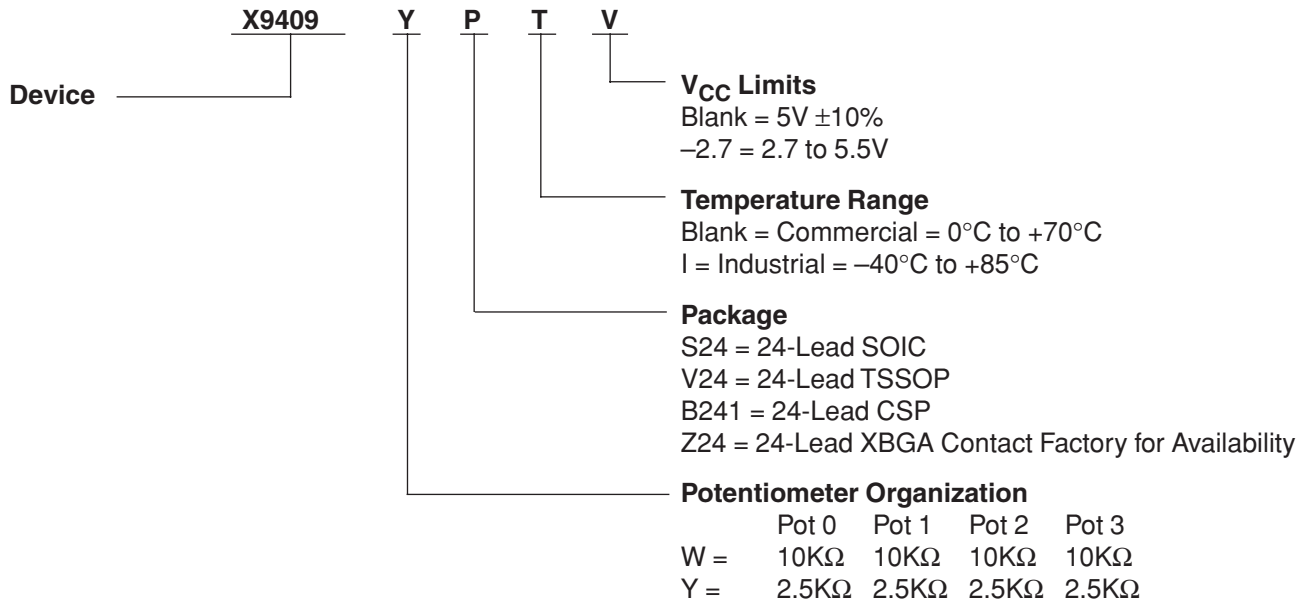 X9409 Y P T V
Device
VCC Limits
Blank = 5V ±10%
–2.7 = 2.7 to 5.5V
Temperature Range
Blank = Commercial = 0°C to +70°C
I = Industrial = –40°C to +85°C
Package
S24 = 24-Lead SOIC
V24 = 24-Lead TSSOP
B241 = 24-Lead CSP
Z24 = 24-Lead XBGA Contact Factory for Availability
Potentiometer Organization
Pot 0 Pot 1 Pot 2 Pot 3
W = 10KΩ 10KΩ 10KΩ 10KΩ
Y = 2.5KΩ 2.5KΩ 2.5KΩ 2.5KΩ